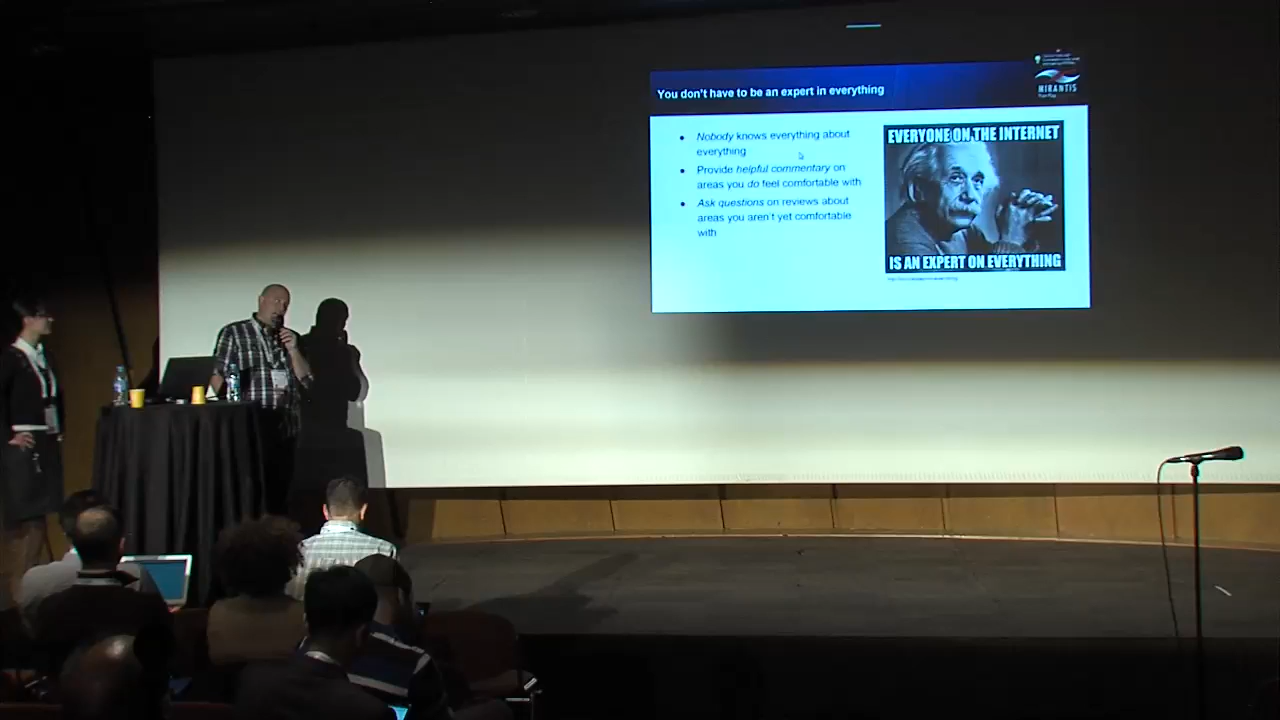 You don't have to be an expert in everything
MIRANTIS
Nobody knows everything about
everything
Provide helpful commentary on
areas you do feel comfortable with
Ask questions on reviews about
areas you aren't yet comfortable
with
EVERYONE ON THE INTERNET
IS AN EXPERT ON EVERYTHING